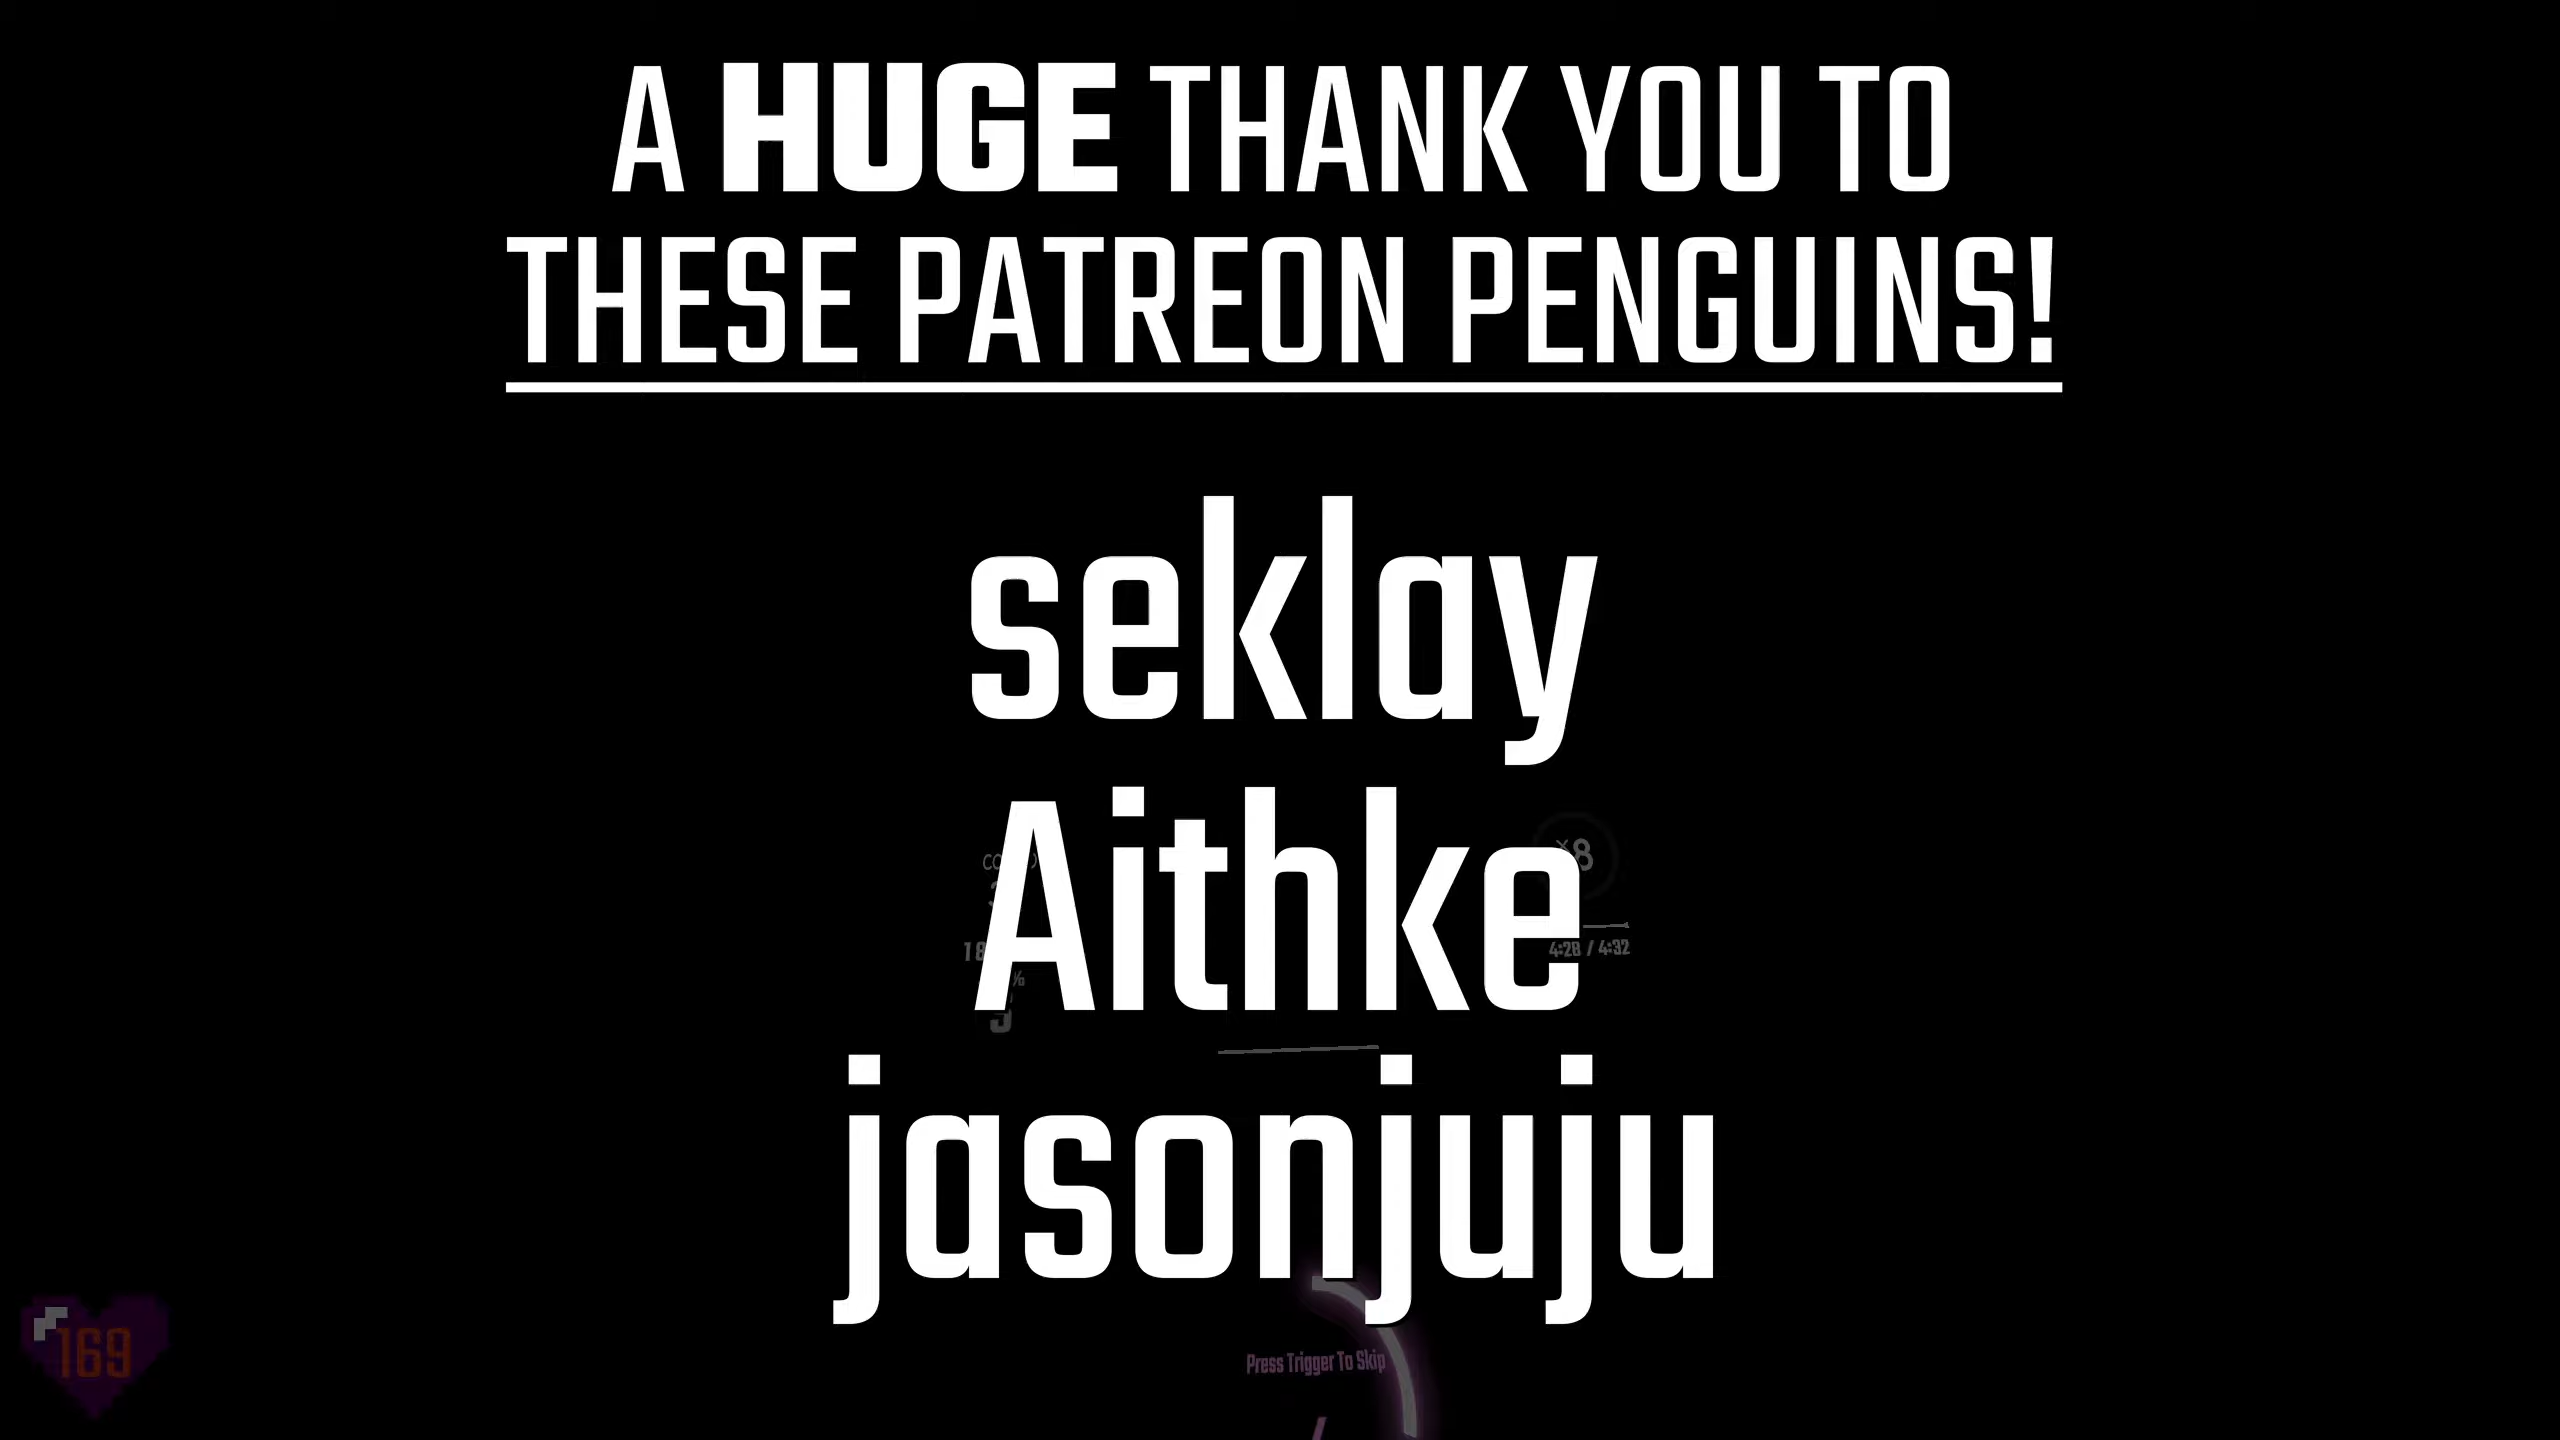 A HUGE THANK YOU TO
THESE PATREON PENGUINS!
seklay
Aithke
x8
4:28 / 4:32
jasonjuju
169
Press Trigger To Skip